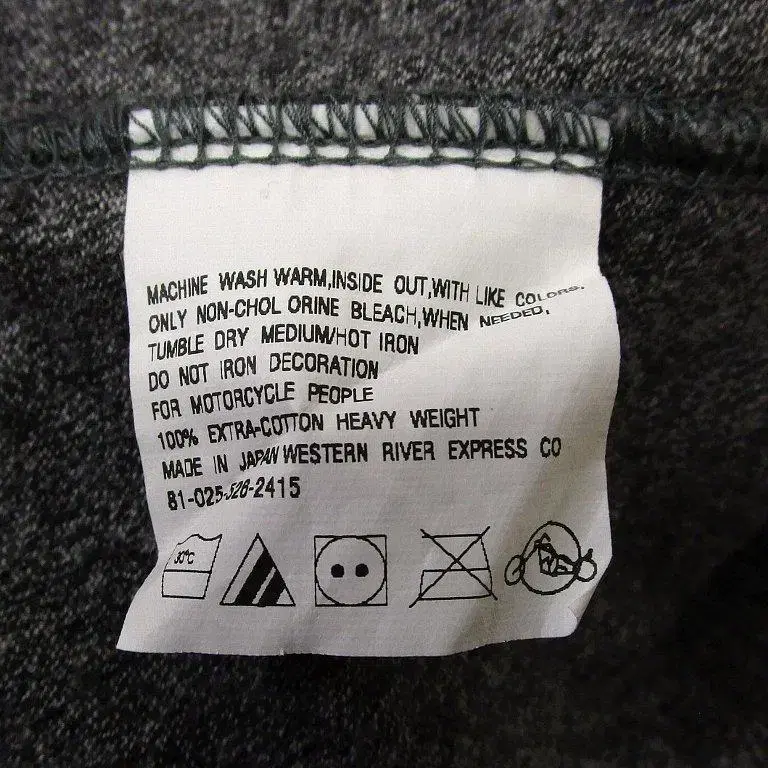 MACHINE WASH WARM,INSIDE OUT,WITH LIKE COLORS.
ONLY NON-CHOL ORINE BLEACH,WHEN NEEDED,
TUMBLE DRY MEDIUM/HOT IRON
DO NOT IRON DECORATION
FOR MOTORCYCLE PEOPLE
100% EXTRA-COTTON HEAVY WEIGHT
MADE IN JAPAN WESTERN RIVER EXPRESS CO
81-025-526-2415
30°C